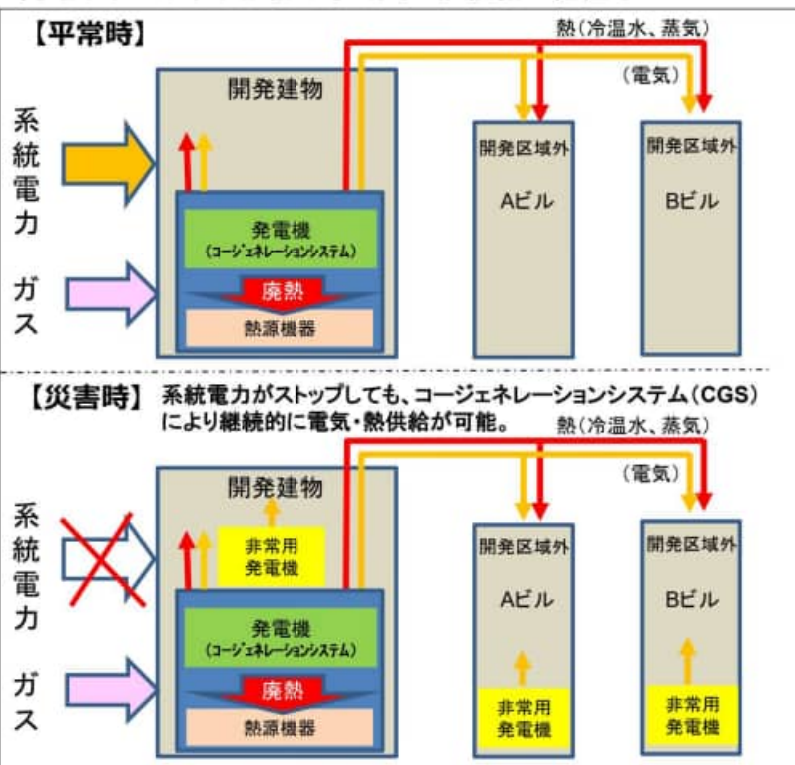 【平常時】
熱(冷温水、蒸気)
(電気)
系統電力
ガス
開発建物
発電機
(コージェネレーションシステム)
廃熱
熱源機器
開発区域外
Aビル
開発区域外
Bビル
【災害時】 系統電力がストップしても、コージェネレーションシステム(CGS)
により継続的に電気・熱供給が可能。
熱(冷温水、蒸気)
(電気)
系統電力
ガス
開発建物
非常用
発電機
発電機
(コージェネレーションシステム)
廃熱
熱源機器
開発区域外
Aビル
非常用
発電機
開発区域外
Bビル
非常用
発電機